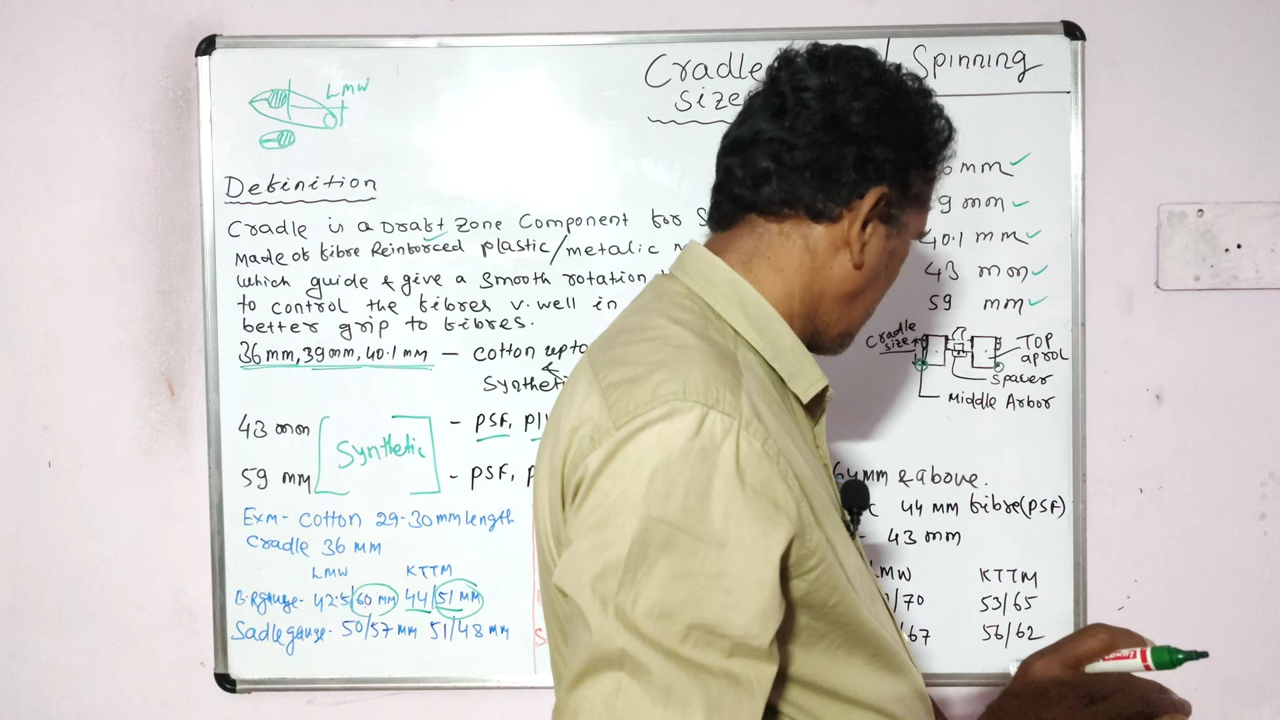 Cradle / Spinning
Size
LMW
mm
9 mm
40.1 mm
43 mm
59 mm
Definition
Cradle is a Draft Zone Component for
made of fibre Reinforced plastic/metalic
which guide & give a smooth rotation
to control the fibres v.well in
better grip to fibres.
36 mm, 39 mm, 40.1 mm - cotton upto
Synthetic
Cradle size
TOP aprol
Spacer
Middle Arbor
43 mm - PSF,
Synthetic
59 mm - PSF,
64 mm & above.
44 MM fibre (PSF)
43 mm
Exm- Cotton 29-30 mm length
Cradle 36 MM
LMW KTTM
B.R gauge- 42.5/60 MM 44/51 MM
Sadle gauze- 50/57 mm 51/48 mm
LMW KTTM
/70 53/65
/67 56/62